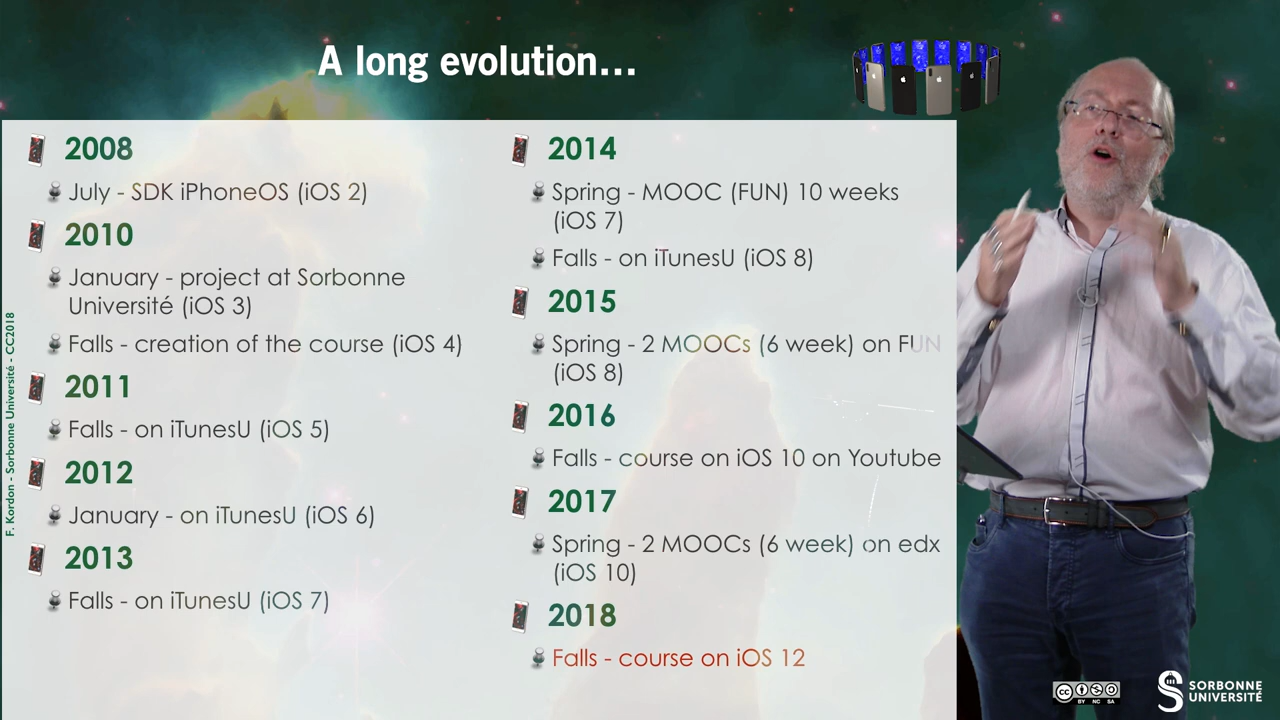 A long evolution...
2008
July - SDK iPhoneOS (iOS 2)
2010
January - project at Sorbonne
Université (iOS 3)
Falls - creation of the course (iOS 4)
2011
Falls - on iTunesU (iOS 5)
2012
January - on iTunesU (iOS 6)
2013
Falls - on iTunesU (iOS 7)
2014
Spring - MOOC (FUN) 10 weeks
(iOS 7)
Falls - on iTunesU (iOS 8)
2015
Spring - 2 MOOCs (6 week) on FUN
(iOS 8)
2016
Falls - course on iOS 10 on Youtube
2017
Spring - 2 MOOCs (6 week) on edx
(iOS 10)
2018
Falls - course on iOS 12
F. Kordon - Sorbonne Université - CC2018
CC
BY NC SA
SORBONNE
UNIVERSITÉ